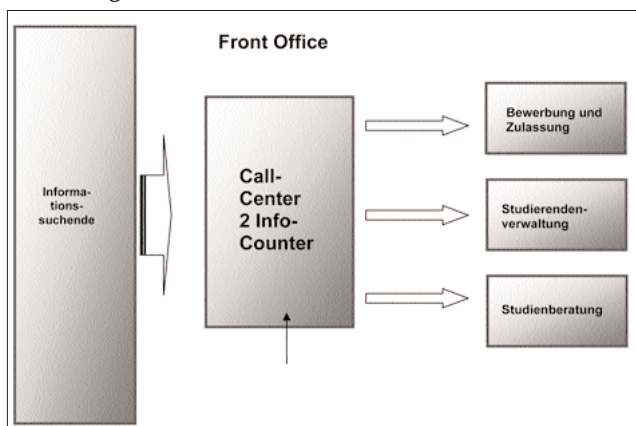 Front Office
Informa-
tions-
suchende
Call-
Center
2 Info-
Counter
Bewerbung und
Zulassung
Studierenden-
verwaltung
Studienberatung